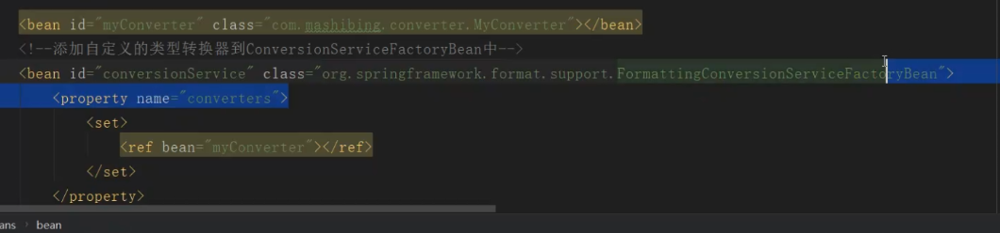 <bean id="myConverter" class="com.mashibing.converter.MyConverter"></bean>
<!--添加自定义的类型转换器到ConversionServiceFactoryBean中-->
<bean id="conversionService" class="org.springframework.format.support.FormattingConversionServiceFactoryBean">
<property name="converters">
<set>
<ref bean="myConverter"></ref>
</set>
</property>
ans › bean